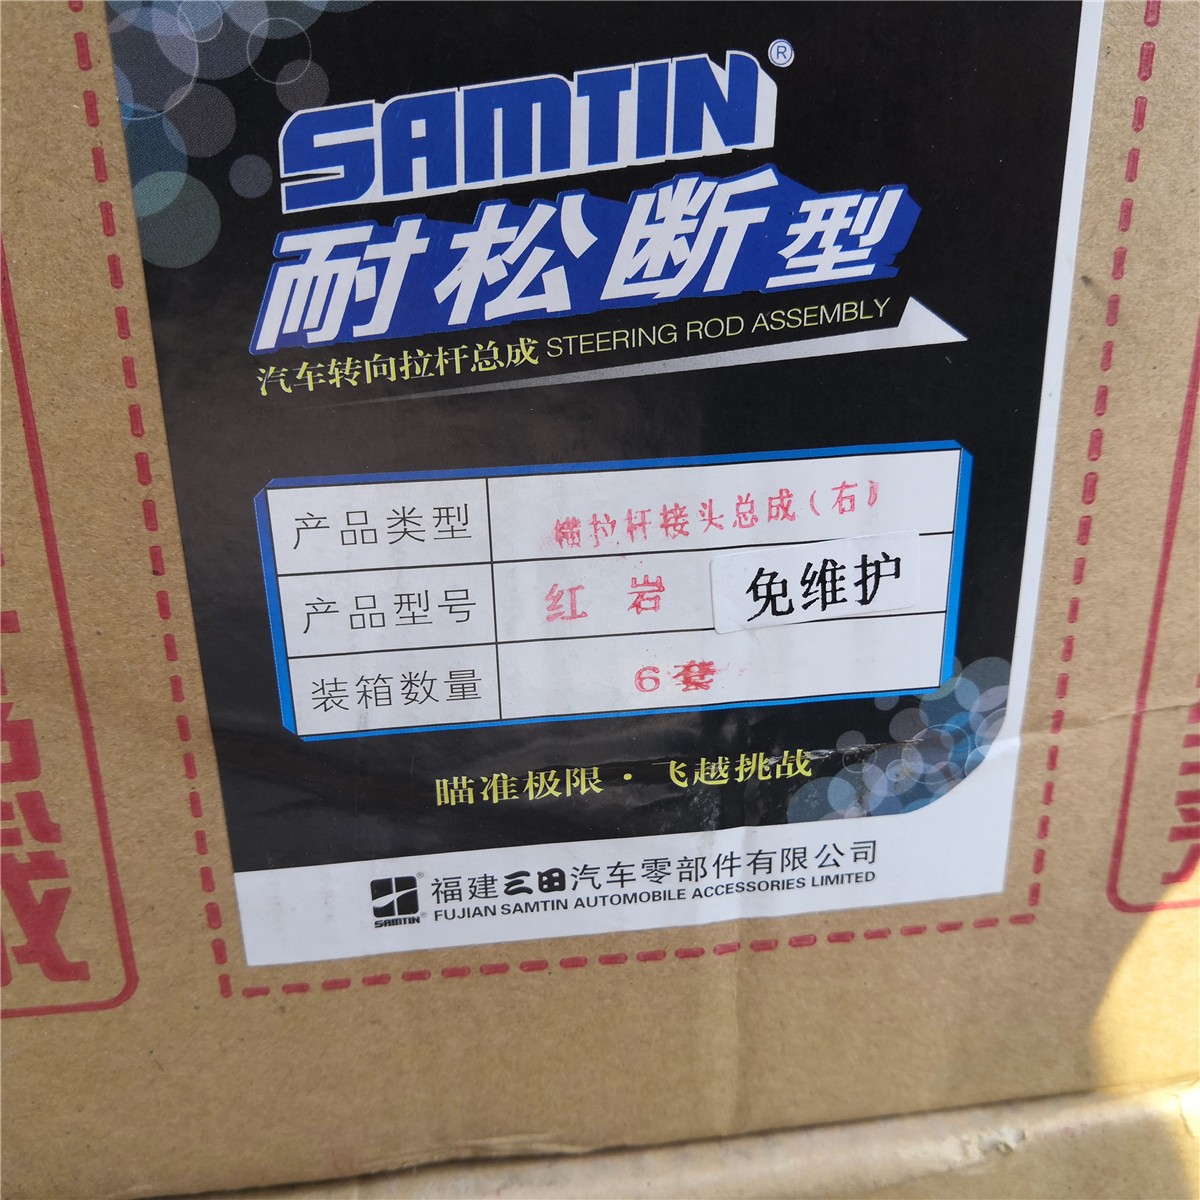 SAMTIN®
耐松断型
汽车转向拉杆总成 STEERING ROD ASSEMBLY
产品类型 拉杆接头总成(右)
产品型号 红岩 免维护
装箱数量 6套
瞄准极限·飞越挑战
SAMTIN® 福建三田汽车零部件有限公司
FUJIAN SAMTIN AUTOMOBILE ACCESSORIES LIMITED